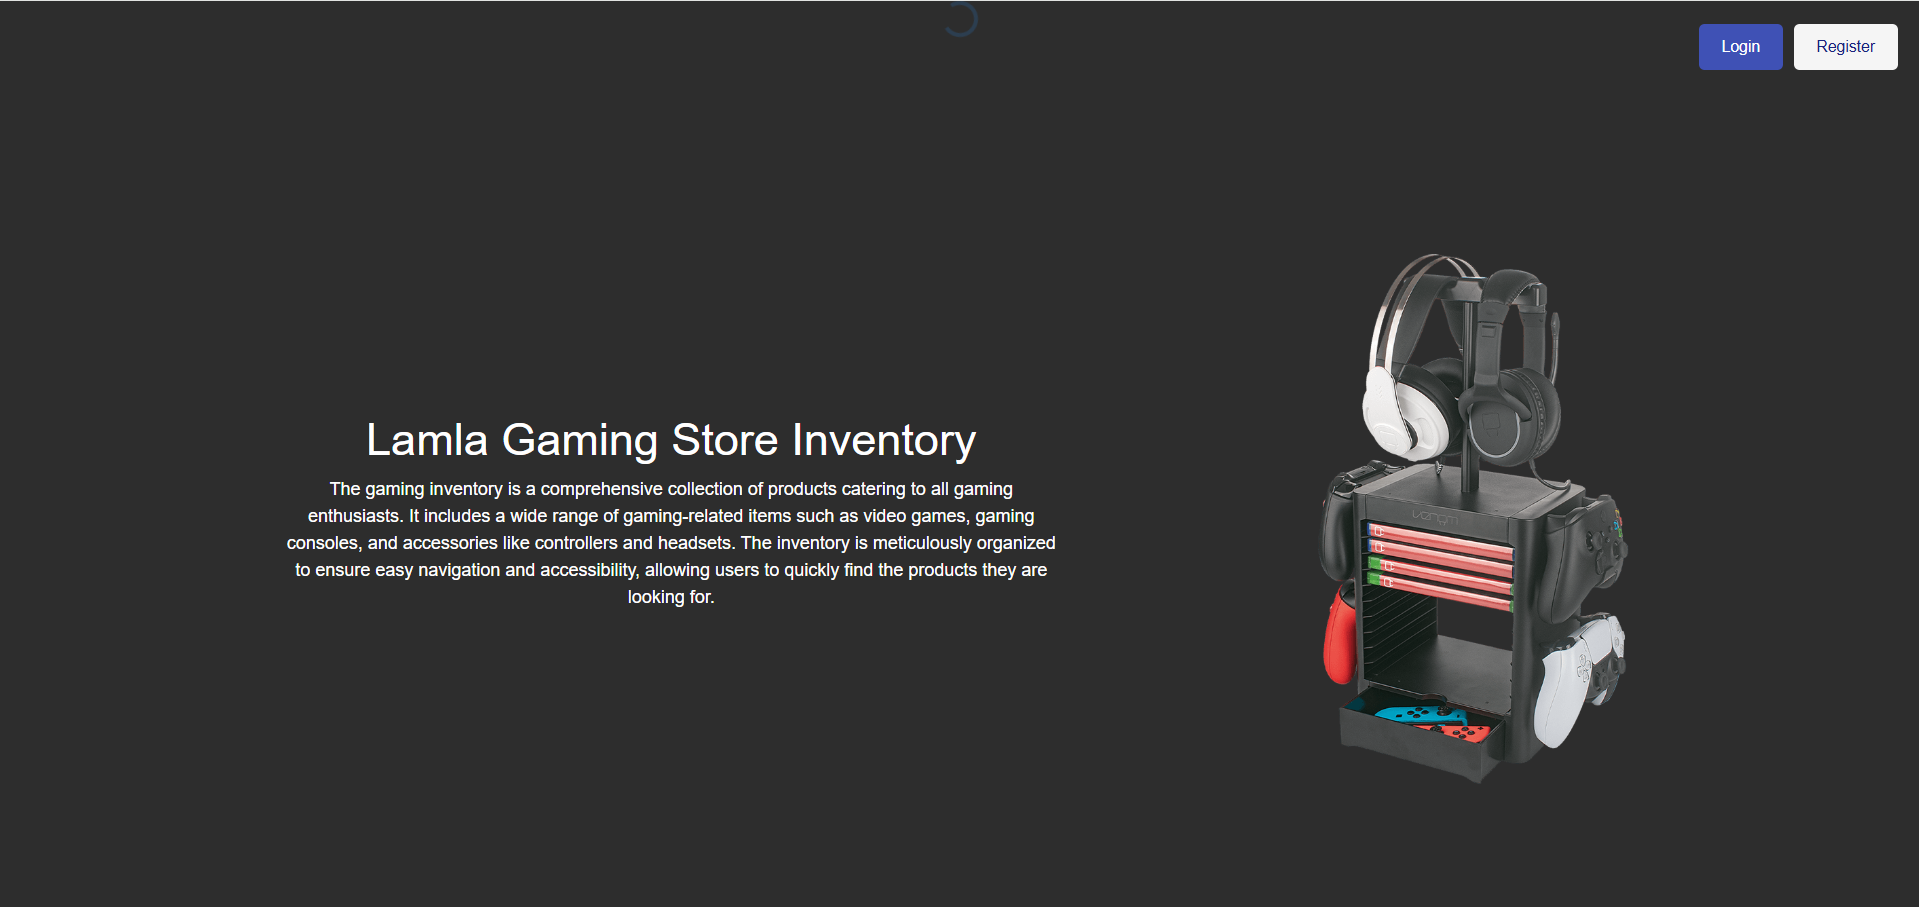 Login
Register
Lamla Gaming Store Inventory
The gaming inventory is a comprehensive collection of products catering to all gaming
enthusiasts. It includes a wide range of gaming-related items such as video games, gaming
consoles, and accessories like controllers and headsets. The inventory is meticulously organized
to ensure easy navigation and accessibility, allowing users to quickly find the products they are
looking for.
venom